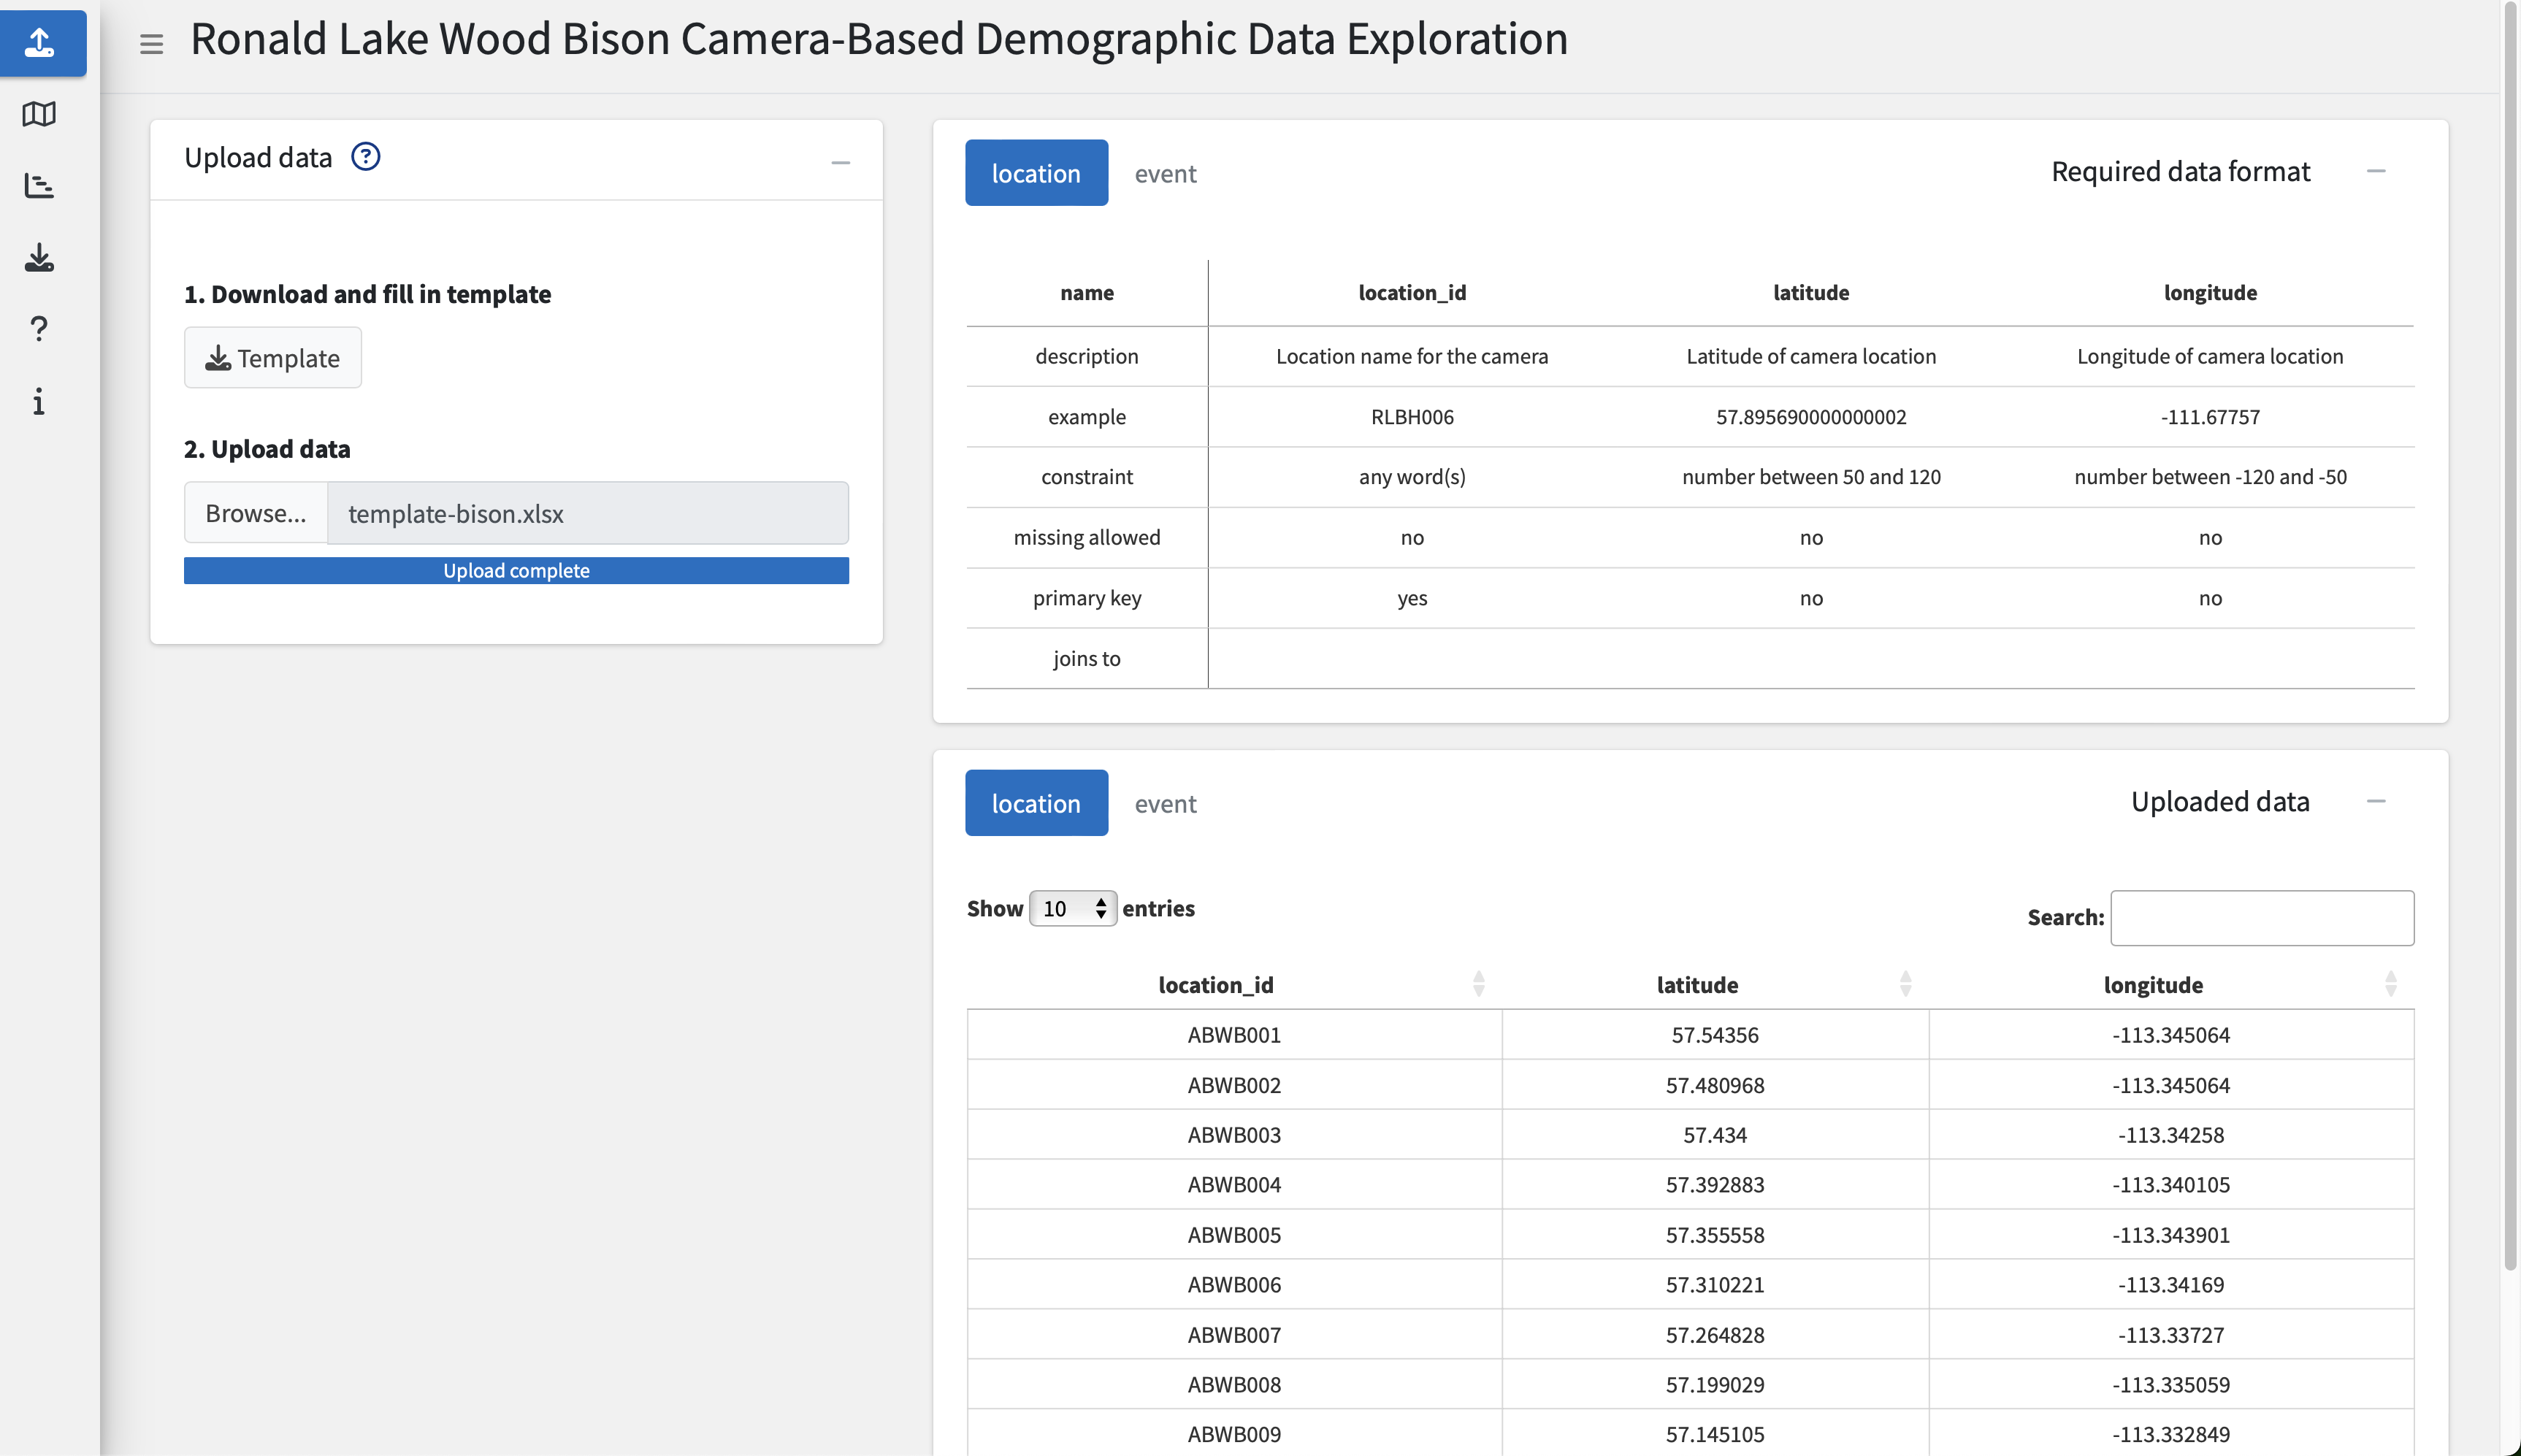 Ronald Lake Wood Bison Camera-Based Demographic Data Exploration
Upload data ?
1. Download and fill in template
Template
2. Upload data
Browse... template-bison.xlsx
Upload complete
location event Required data format
name location_id latitude longitude
description Location name for the camera Latitude of camera location Longitude of camera location
example RLBH006 57.895690000000002 -111.67757
constraint any word(s) number between 50 and 120 number between -120 and -50
missing allowed no no no
primary key yes no no
joins to
location event Uploaded data
Show 10 entries Search:
location_id latitude longitude
ABWB001 57.54356 -113.345064
ABWB002 57.480968 -113.345064
ABWB003 57.434 -113.34258
ABWB004 57.392883 -113.340105
ABWB005 57.355558 -113.343901
ABWB006 57.310221 -113.34169
ABWB007 57.264828 -113.33727
ABWB008 57.199029 -113.335059
ABWB009 57.145105 -113.332849